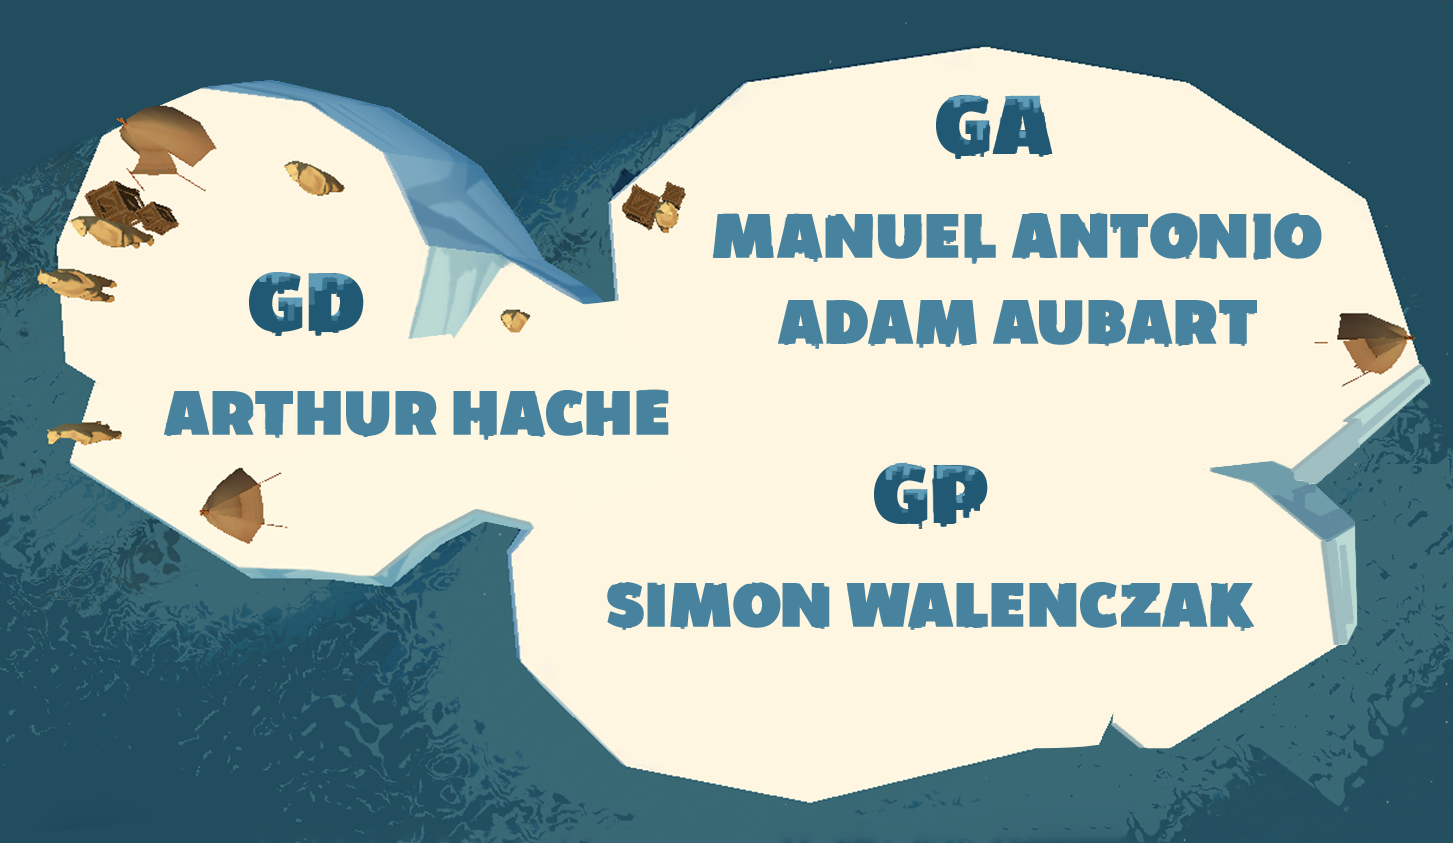 GD
ARTHUR HACHE
GA
MANUEL ANTONIO
ADAM AUBART
GP
SIMON WALENCZAK